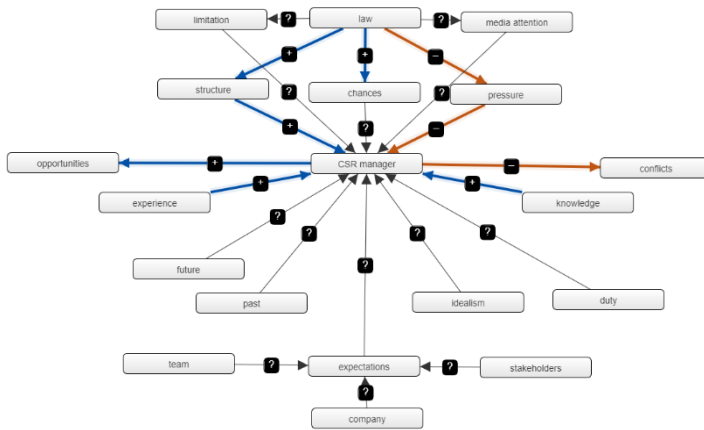 limitation
?
law
?
media attention
+
+
–
structure
?
chances
?
pressure
+
?
–
opportunities
+
CSR manager
–
conflicts
experience
+
+
knowledge
?
?
?
?
future
?
past
idealism
duty
team
?
expectations
?
stakeholders
?
company